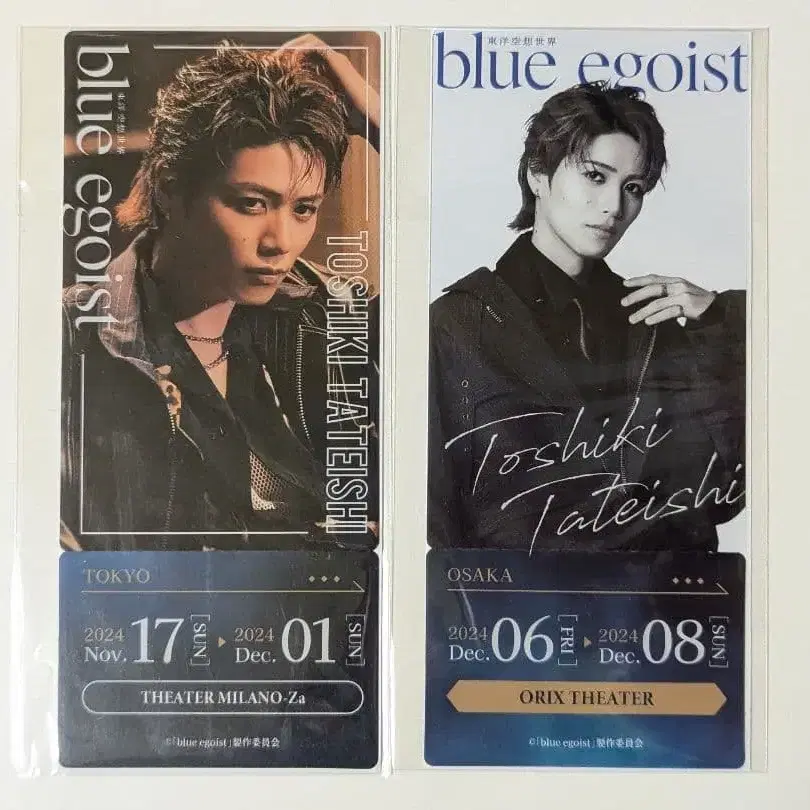 東洋空想世界
blue egoist
TOSHIKI TATEISHI
TOKYO
2024 Nov. 17 [SUN] ▸ 2024 Dec. 01 [SUN]
THEATER MILANO-Za
©「blue egoist」製作委員会
東洋空想世界
blue egoist
Toshiki
Tateishi
OSAKA
2024 Dec. 06 [FRI] ▸ 2024 Dec. 08 [SUN]
ORIX THEATER
©「blue egoist」製作委員会